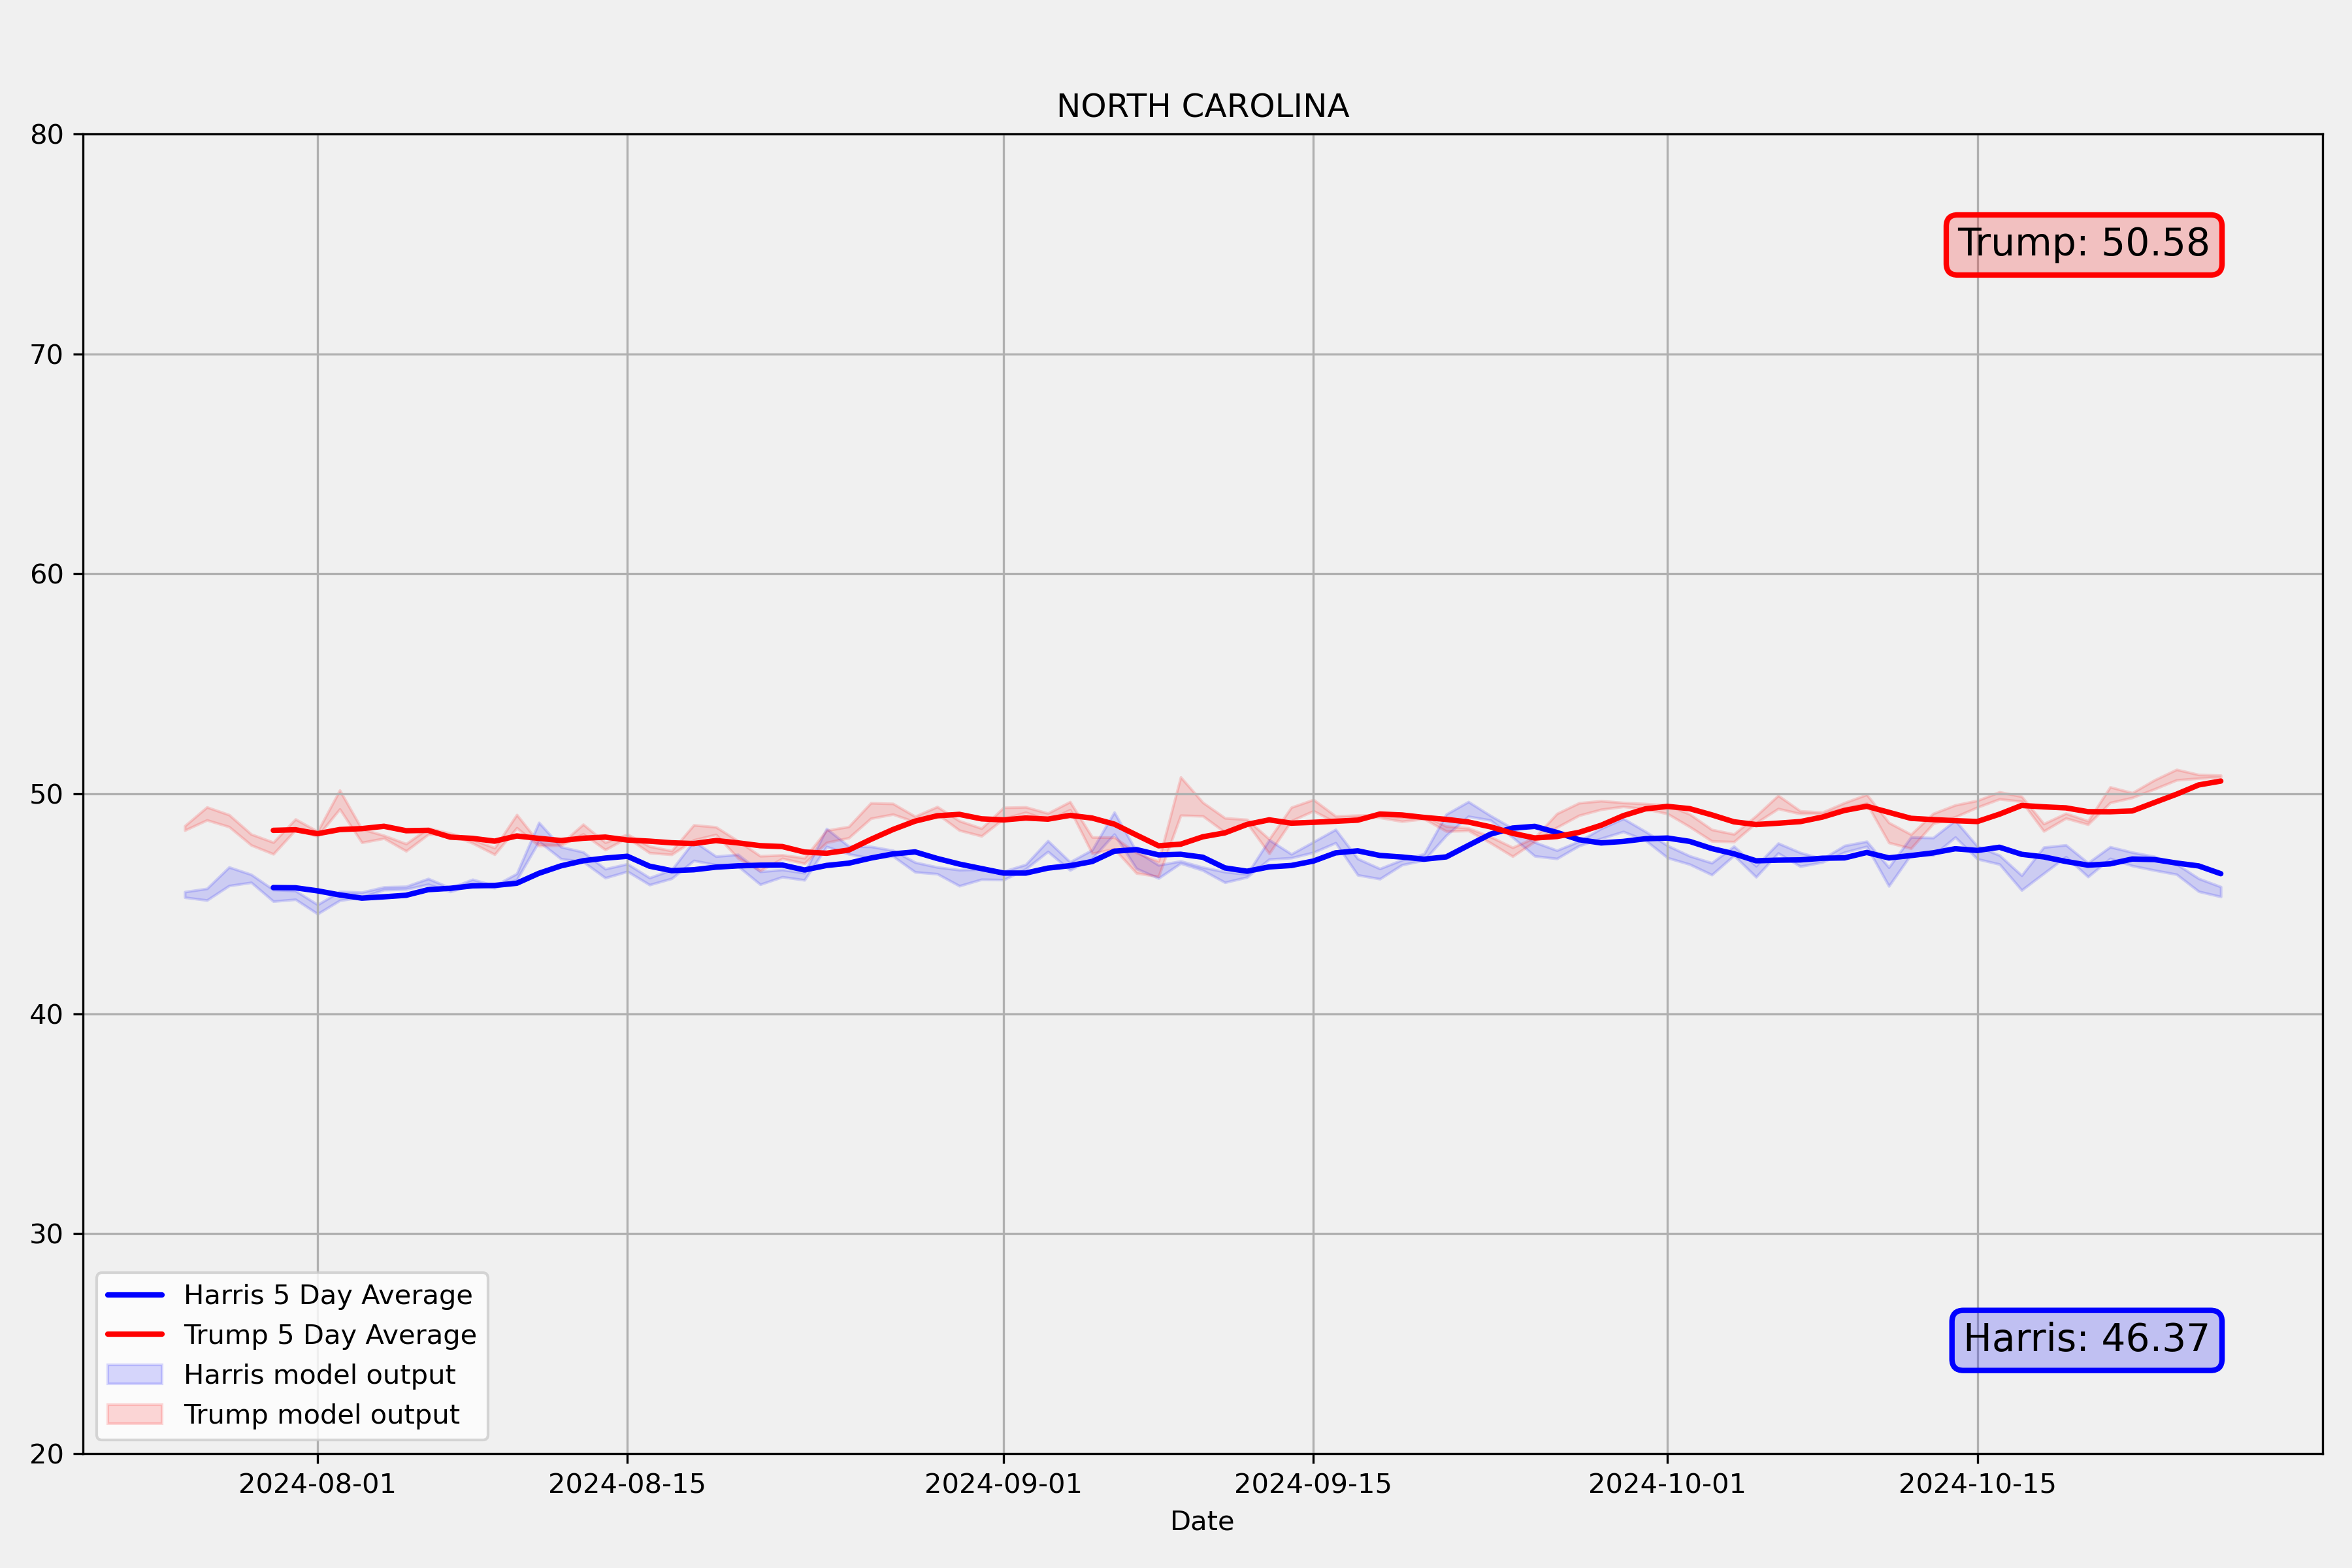 NORTH CAROLINA
80
70
60
50
40
30
20
Trump: 50.58
Harris: 46.37
Harris 5 Day Average
Trump 5 Day Average
Harris model output
Trump model output
2024-08-01
2024-08-15
2024-09-01
2024-09-15
2024-10-01
2024-10-15
Date